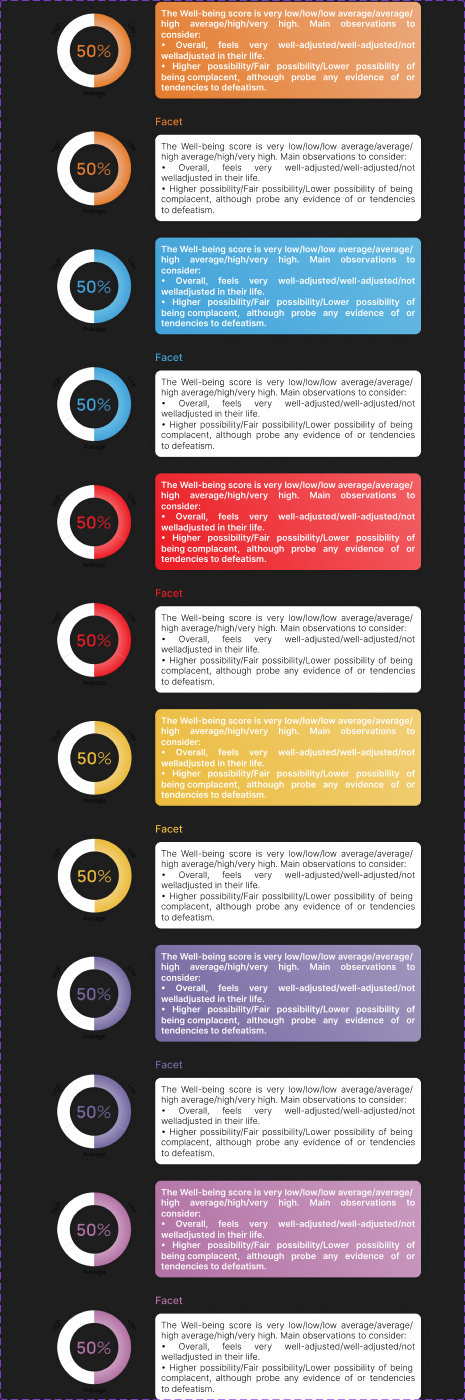 50%
Average
The Well-being score is very low/low/low average/average/
high average/high/very high. Main observations to
consider:
• Overall, feels very well-adjusted/well-adjusted/not
welladjusted in their life.
• Higher possibility/Fair possibility/Lower possibility of
being complacent, although probe any evidence of or
tendencies to defeatism.
Facet
50%
Average
The Well-being score is very low/low/low average/average/
high average/high/very high. Main observations to consider:
• Overall, feels very well-adjusted/well-adjusted/not
welladjusted in their life.
• Higher possibility/Fair possibility/Lower possibility of being
complacent, although probe any evidence of or tendencies
to defeatism.
50%
Average
The Well-being score is very low/low/low average/average/
high average/high/very high. Main observations to
consider:
• Overall, feels very well-adjusted/well-adjusted/not
welladjusted in their life.
• Higher possibility/Fair possibility/Lower possibility of
being complacent, although probe any evidence of or
tendencies to defeatism.
Facet
50%
Average
The Well-being score is very low/low/low average/average/
high average/high/very high. Main observations to consider:
• Overall, feels very well-adjusted/well-adjusted/not
welladjusted in their life.
• Higher possibility/Fair possibility/Lower possibility of being
complacent, although probe any evidence of or tendencies
to defeatism.
50%
Average
The Well-being score is very low/low/low average/average/
high average/high/very high. Main observations to
consider:
• Overall, feels very well-adjusted/well-adjusted/not
welladjusted in their life.
• Higher possibility/Fair possibility/Lower possibility of
being complacent, although probe any evidence of or
tendencies to defeatism.
Facet
50%
Average
The Well-being score is very low/low/low average/average/
high average/high/very high. Main observations to consider:
• Overall, feels very well-adjusted/well-adjusted/not
welladjusted in their life.
• Higher possibility/Fair possibility/Lower possibility of being
complacent, although probe any evidence of or tendencies
to defeatism.
50%
Average
The Well-being score is very low/low/low average/average/
high average/high/very high. Main observations to
consider:
• Overall, feels very well-adjusted/well-adjusted/not
welladjusted in their life.
• Higher possibility/Fair possibility/Lower possibility of
being complacent, although probe any evidence of or
tendencies to defeatism.
Facet
50%
Average
The Well-being score is very low/low/low average/average/
high average/high/very high. Main observations to consider:
• Overall, feels very well-adjusted/well-adjusted/not
welladjusted in their life.
• Higher possibility/Fair possibility/Lower possibility of being
complacent, although probe any evidence of or tendencies
to defeatism.
50%
Average
The Well-being score is very low/low/low average/average/
high average/high/very high. Main observations to
consider:
• Overall, feels very well-adjusted/well-adjusted/not
welladjusted in their life.
• Higher possibility/Fair possibility/Lower possibility of
being complacent, although probe any evidence of or
tendencies to defeatism.
Facet
50%
Average
The Well-being score is very low/low/low average/average/
high average/high/very high. Main observations to consider:
• Overall, feels very well-adjusted/well-adjusted/not
welladjusted in their life.
• Higher possibility/Fair possibility/Lower possibility of being
complacent, although probe any evidence of or tendencies
to defeatism.
50%
Average
The Well-being score is very low/low/low average/average/
high average/high/very high. Main observations to
consider:
• Overall, feels very well-adjusted/well-adjusted/not
welladjusted in their life.
• Higher possibility/Fair possibility/Lower possibility of
being complacent, although probe any evidence of or
tendencies to defeatism.
Facet
50%
Average
The Well-being score is very low/low/low average/average/
high average/high/very high. Main observations to consider:
• Overall, feels very well-adjusted/well-adjusted/not
welladjusted in their life.
• Higher possibility/Fair possibility/Lower possibility of being
complacent, although probe any evidence of or tendencies
to defeatism.